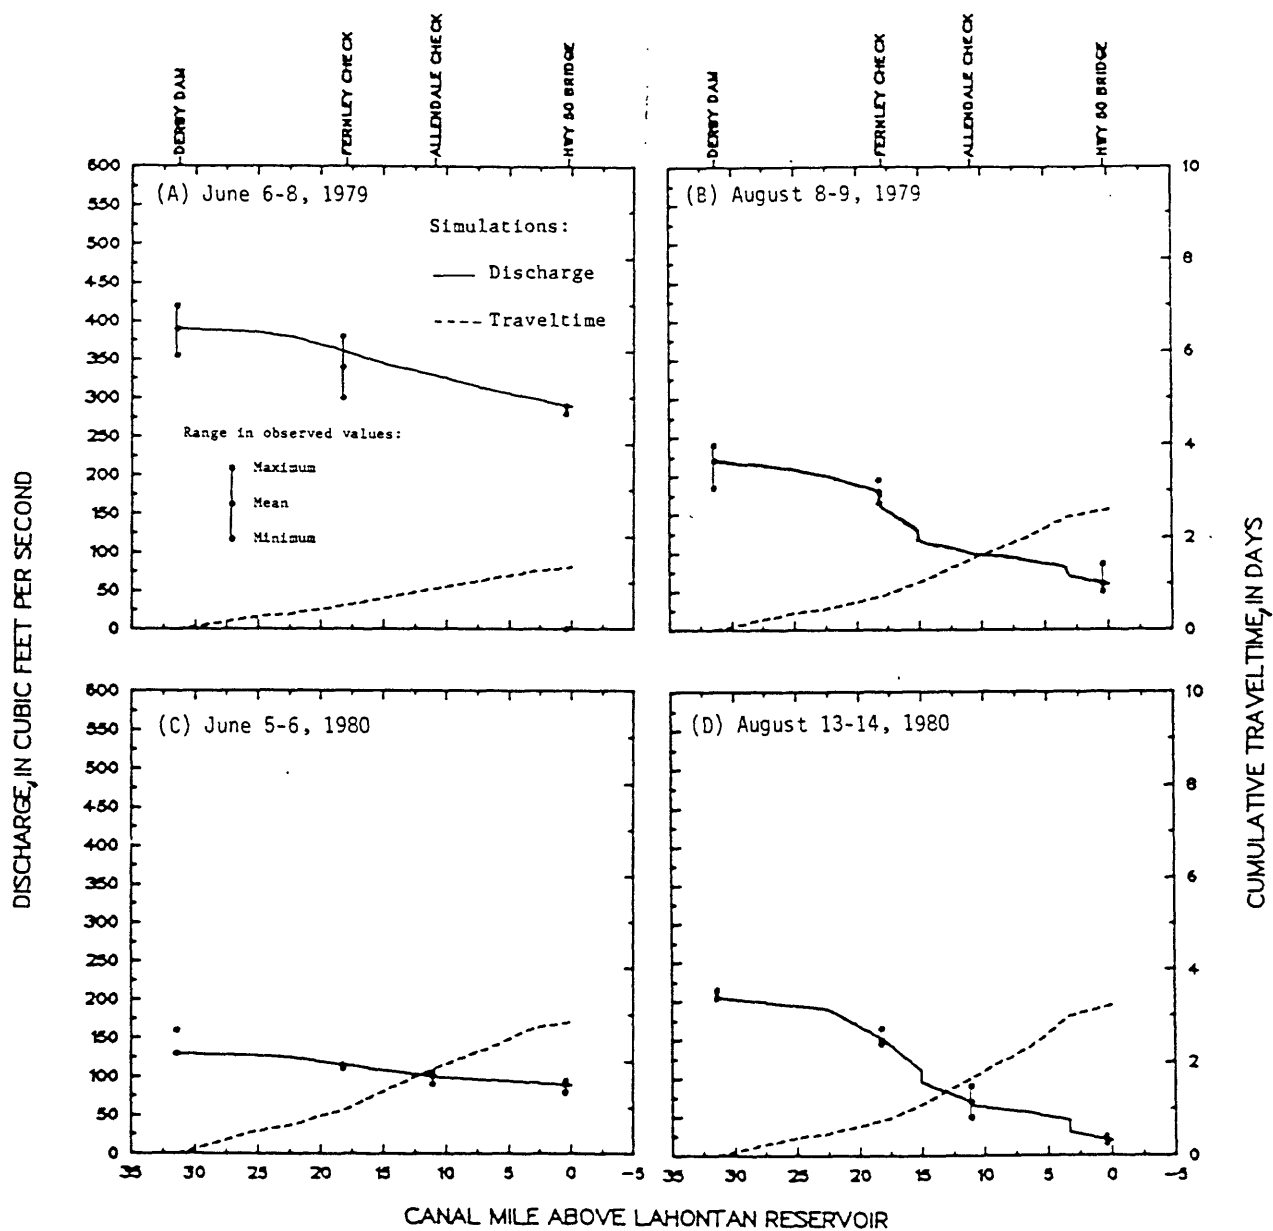 DERBY DAM
FERNLEY CHECK
ALLENDALE CHECK
HWY 50 BRIDGE
DERBY DAM
FERNLEY CHECK
ALLENDALE CHECK
HWY 50 BRIDGE
(A) June 6-8, 1979
Simulations:
Discharge
Traveltime
Range in observed values:
Maximum
Mean
Minimum
600
550
500
450
400
350
300
250
200
150
100
50
0
(B) August 8-9, 1979
10
8
6
4
2
0
(C) June 5-6, 1980
600
550
500
450
400
350
300
250
200
150
100
50
0
35 30 25 20 15 10 5 0 -5
(D) August 13-14, 1980
10
8
6
4
2
0
35 30 25 20 15 10 5 0 -5
DISCHARGE, IN CUBIC FEET PER SECOND
CUMULATIVE TRAVELTIME, IN DAYS
CANAL MILE ABOVE LAHONTAN RESERVOIR